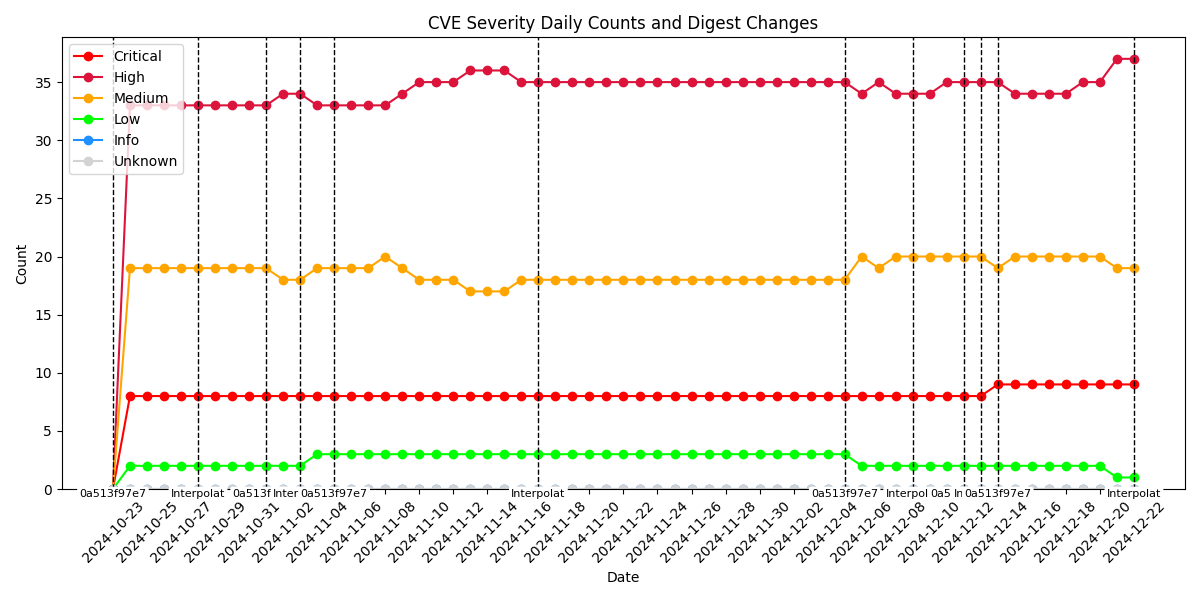 CVE Severity Daily Counts and Digest Changes
Critical
High
Medium
Low
Info
Unknown
Count
35
30
25
20
15
10
5
0
0a513f97e7
Interpolat
0a513f
Inter
0a513f97e7
Interpolat
0a513f97e7
Interpol
0a5
In
0a513f97e7
Interpolat
2024-10-23
2024-10-25
2024-10-27
2024-10-29
2024-10-31
2024-11-02
2024-11-04
2024-11-06
2024-11-08
2024-11-10
2024-11-12
2024-11-14
2024-11-16
2024-11-18
2024-11-20
2024-11-22
2024-11-24
2024-11-26
2024-11-28
2024-11-30
2024-12-02
2024-12-04
2024-12-06
2024-12-08
2024-12-10
2024-12-12
2024-12-14
2024-12-16
2024-12-18
2024-12-20
2024-12-22
Date